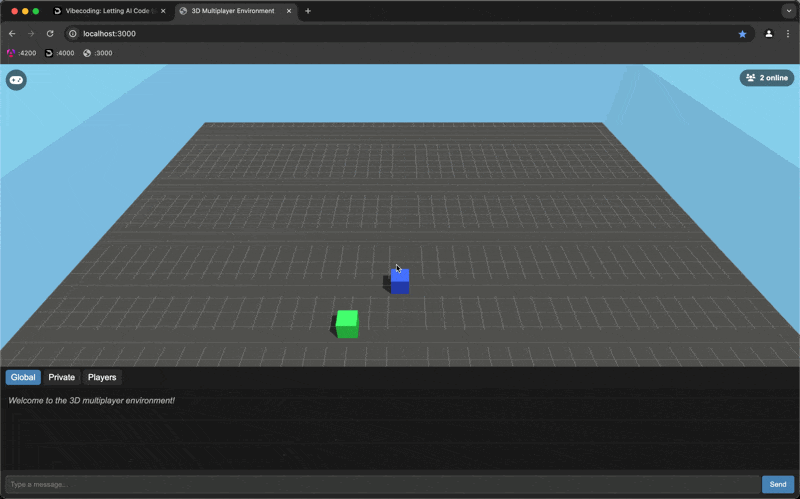 Vibecoding: Letting AI Code
3D Multiplayer Environment
localhost:3000
:4200
:4000
:3000
2 online
Global
Private
Players
Welcome to the 3D multiplayer environment!
Type a message...
Send